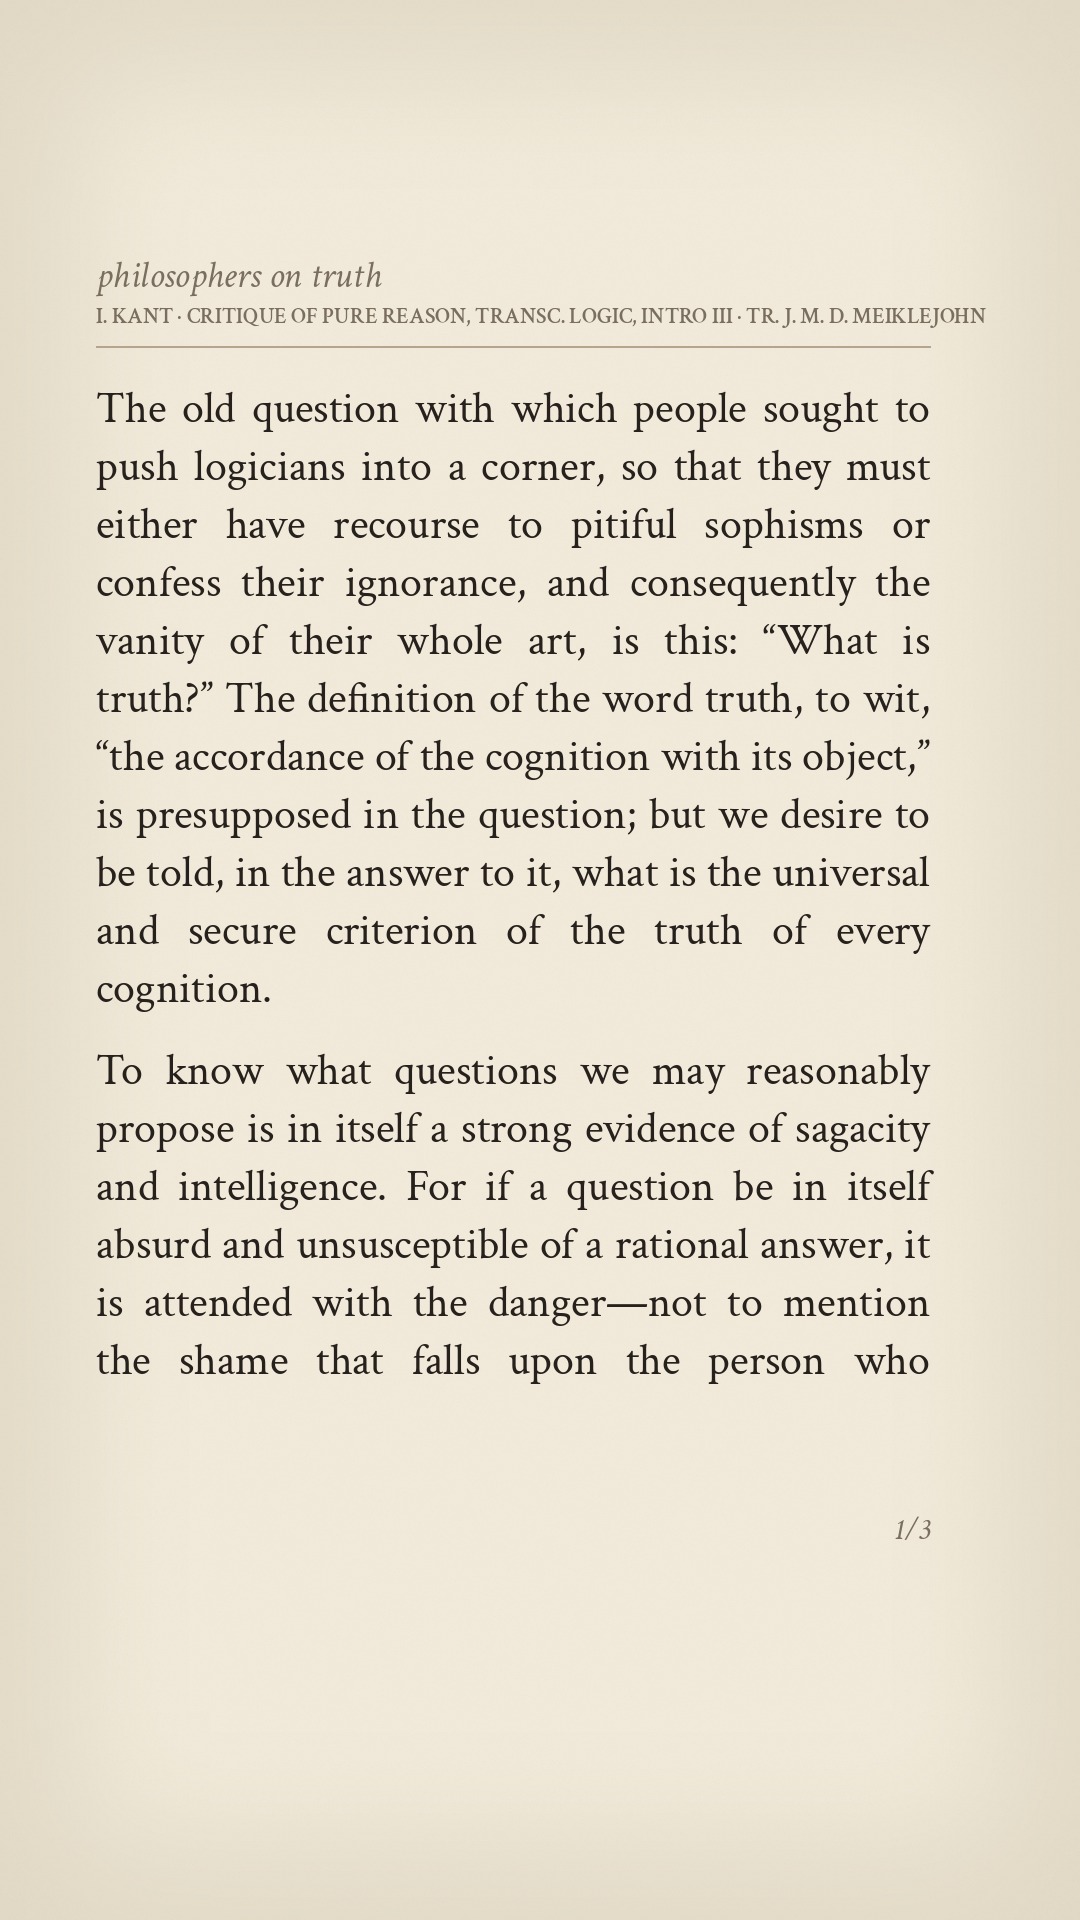 philosophers on truth
I. KANT · CRITIQUE OF PURE REASON, TRANSC. LOGIC, INTRO III · TR. J. M. D. MEIKLEJOHN
The old question with which people sought to
push logicians into a corner, so that they must
either have recourse to pitiful sophisms or
confess their ignorance, and consequently the
vanity of their whole art, is this: “What is
truth?” The definition of the word truth, to wit,
“the accordance of the cognition with its object,”
is presupposed in the question; but we desire to
be told, in the answer to it, what is the universal
and secure criterion of the truth of every
cognition.
To know what questions we may reasonably
propose is in itself a strong evidence of sagacity
and intelligence. For if a question be in itself
absurd and unsusceptible of a rational answer, it
is attended with the danger—not to mention
the shame that falls upon the person who
1/3